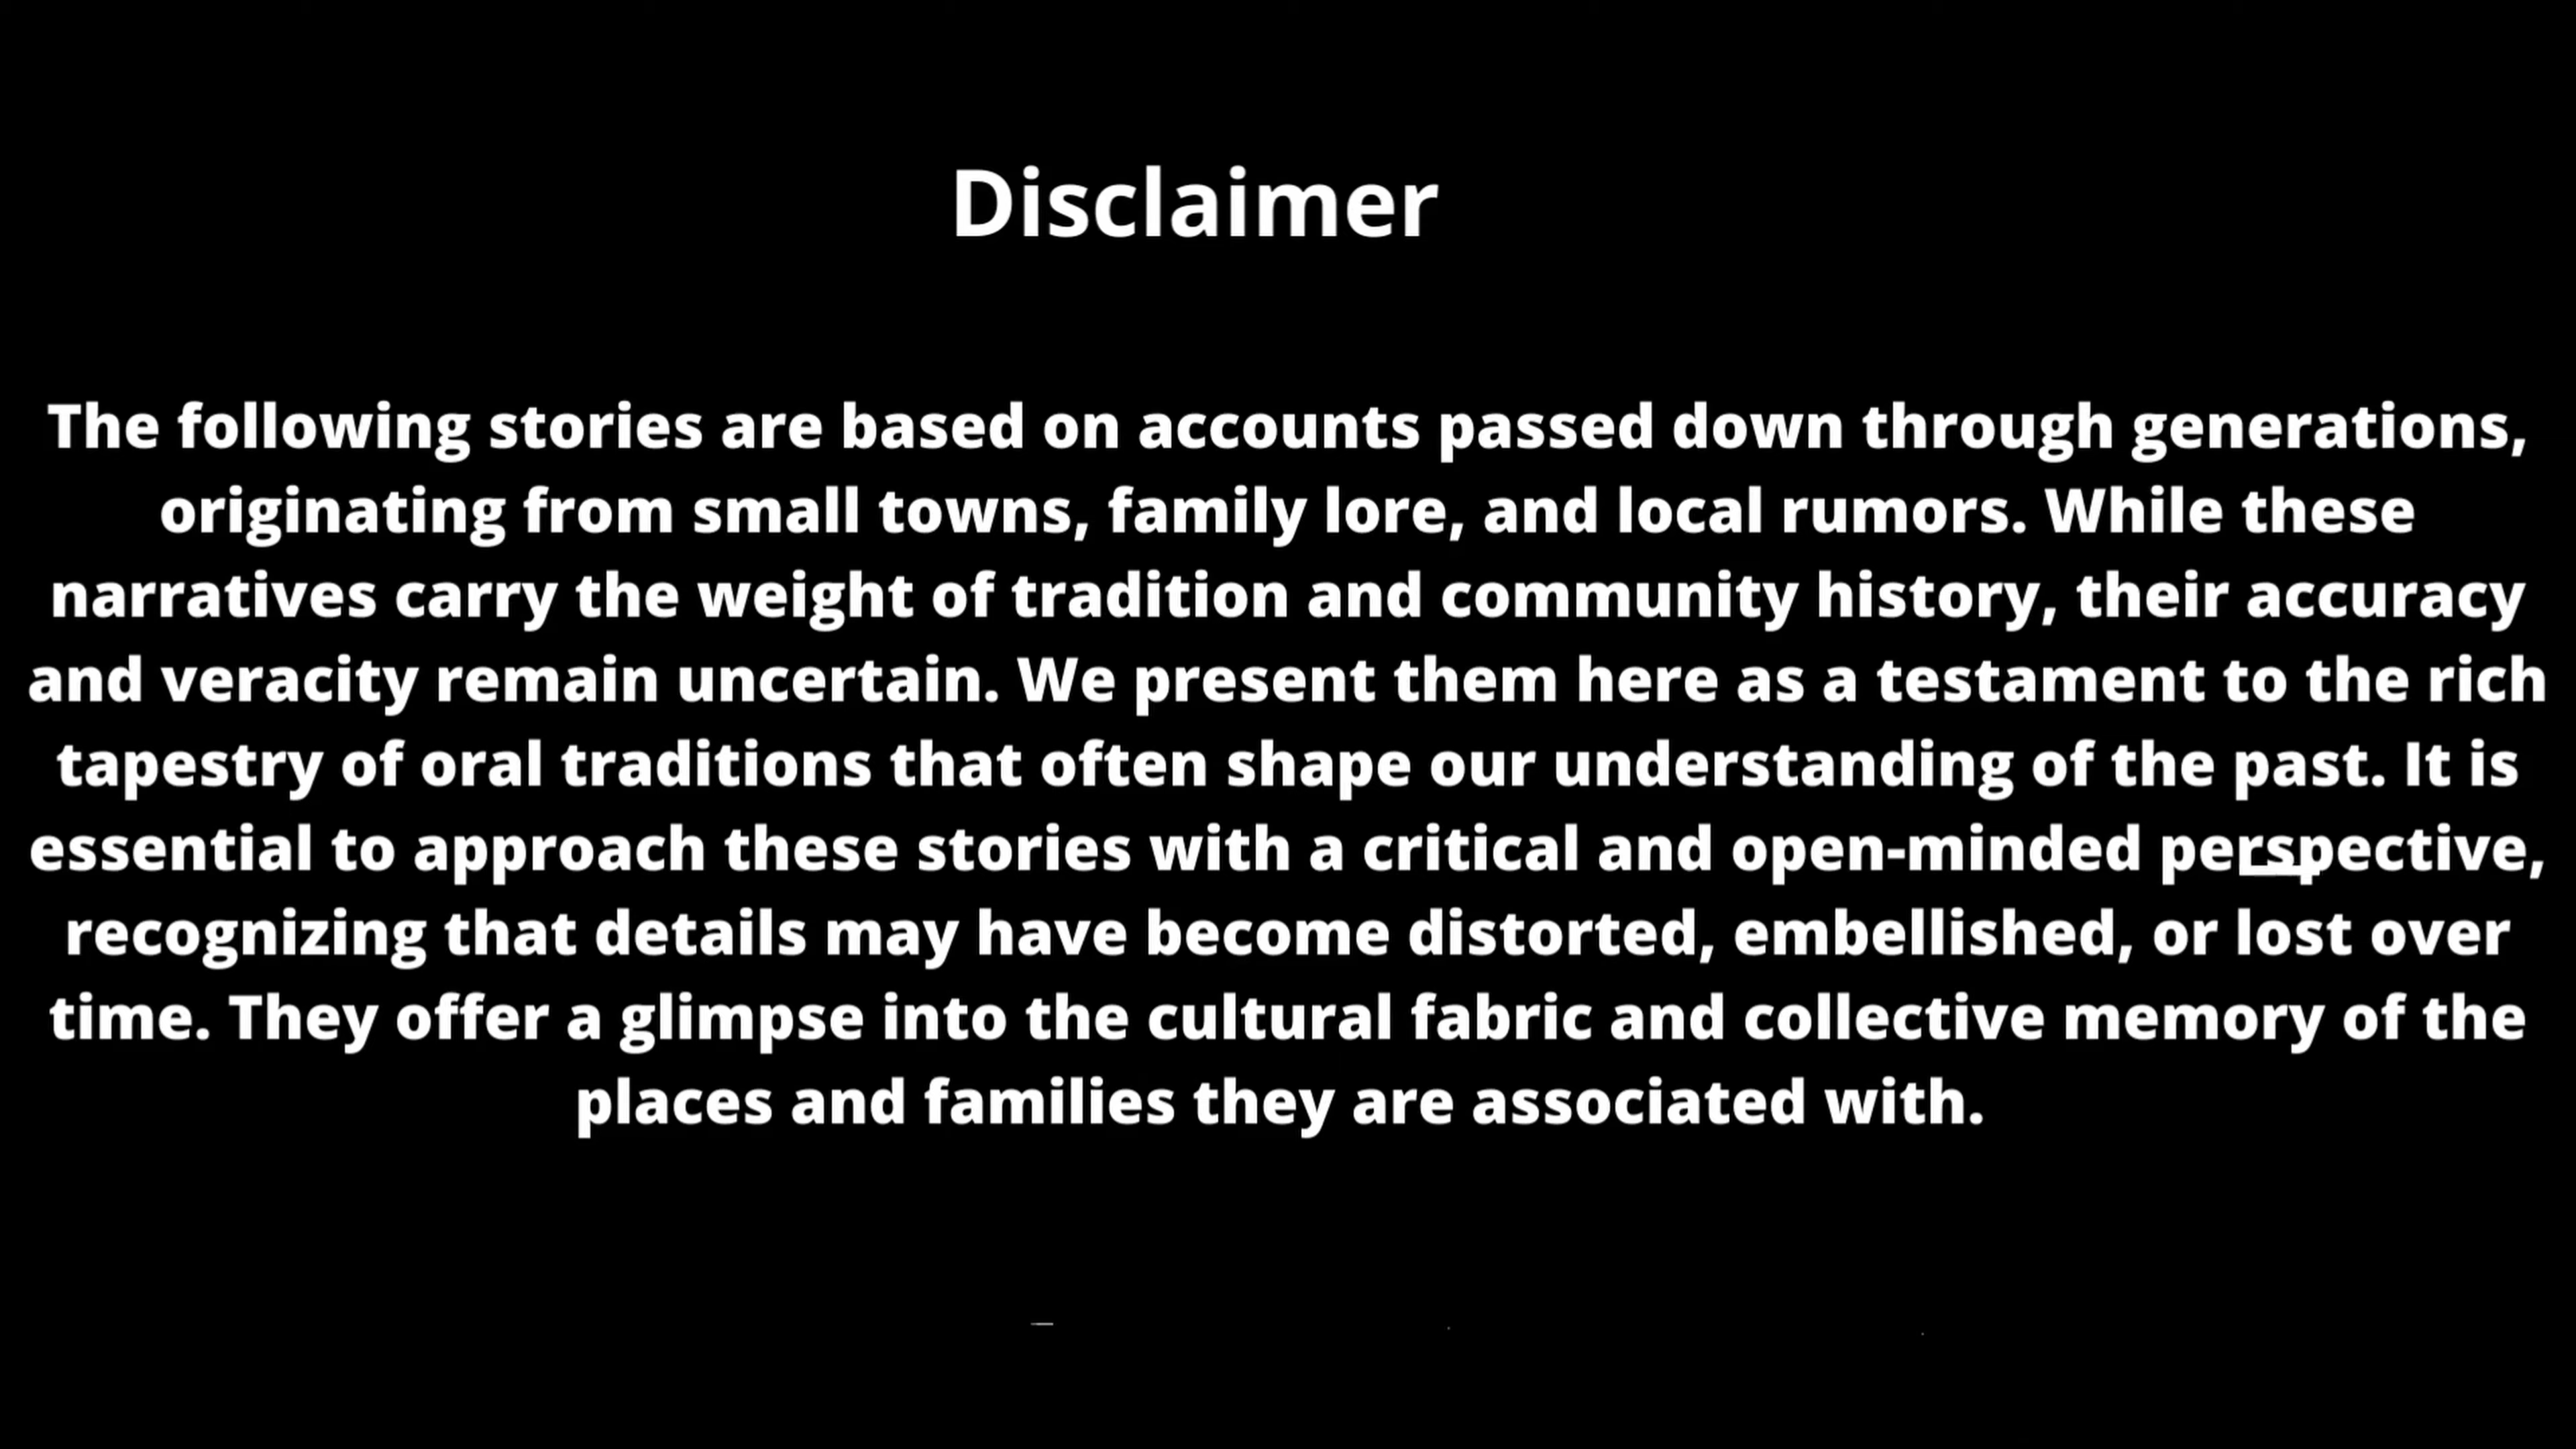 Disclaimer
The following stories are based on accounts passed down through generations,
originating from small towns, family lore, and local rumors. While these
narratives carry the weight of tradition and community history, their accuracy
and veracity remain uncertain. We present them here as a testament to the rich
tapestry of oral traditions that often shape our understanding of the past. It is
essential to approach these stories with a critical and open-minded perspective,
recognizing that details may have become distorted, embellished, or lost over
time. They offer a glimpse into the cultural fabric and collective memory of the
places and families they are associated with.